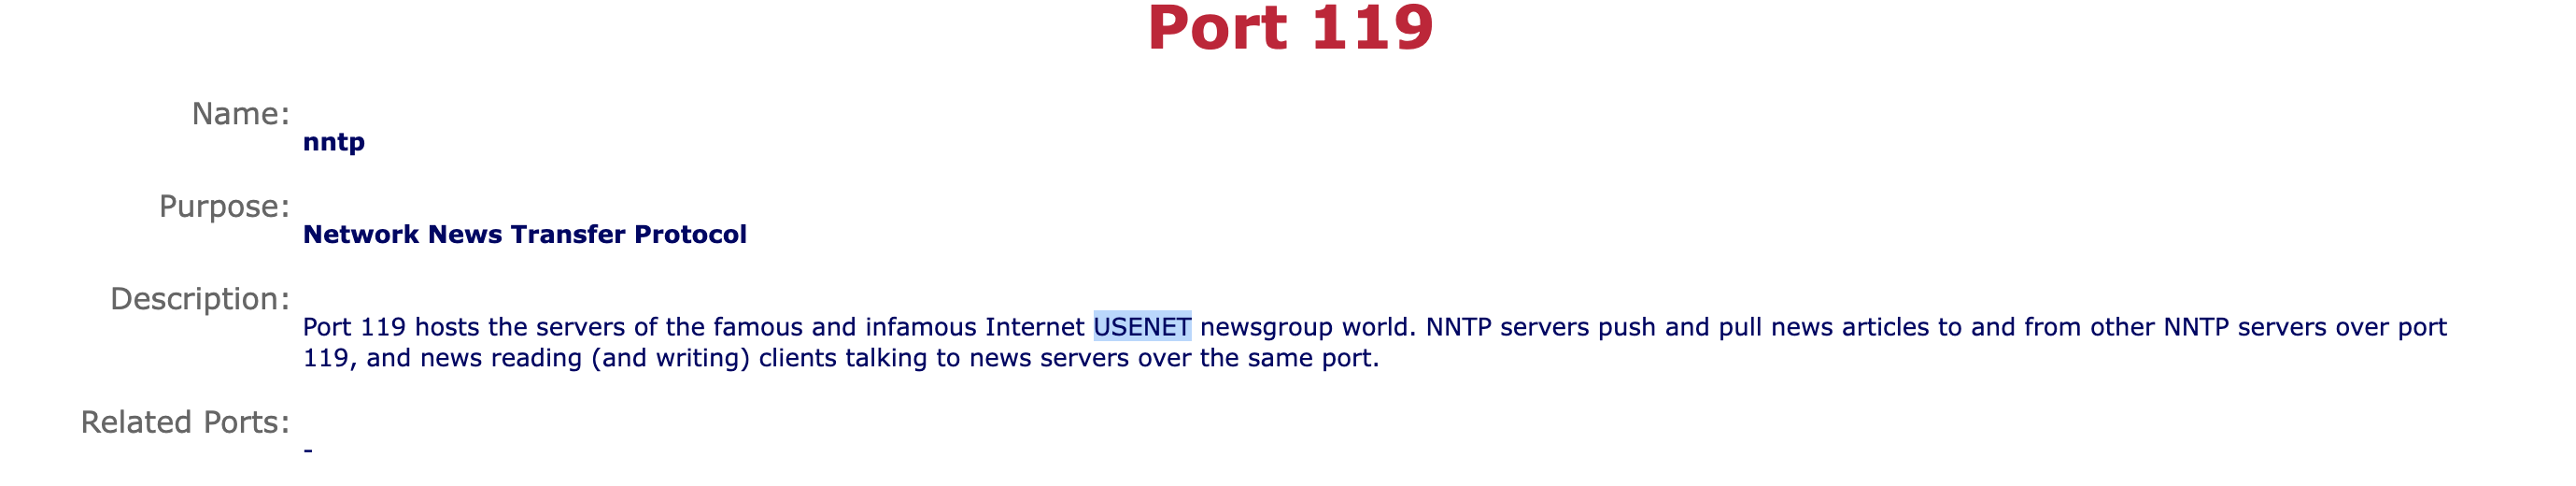 Port 119
Name:
nntp
Purpose:
Network News Transfer Protocol
Description:
Port 119 hosts the servers of the famous and infamous Internet USENET newsgroup world. NNTP servers push and pull news articles to and from other NNTP servers over port
119, and news reading (and writing) clients talking to news servers over the same port.
Related Ports:
-